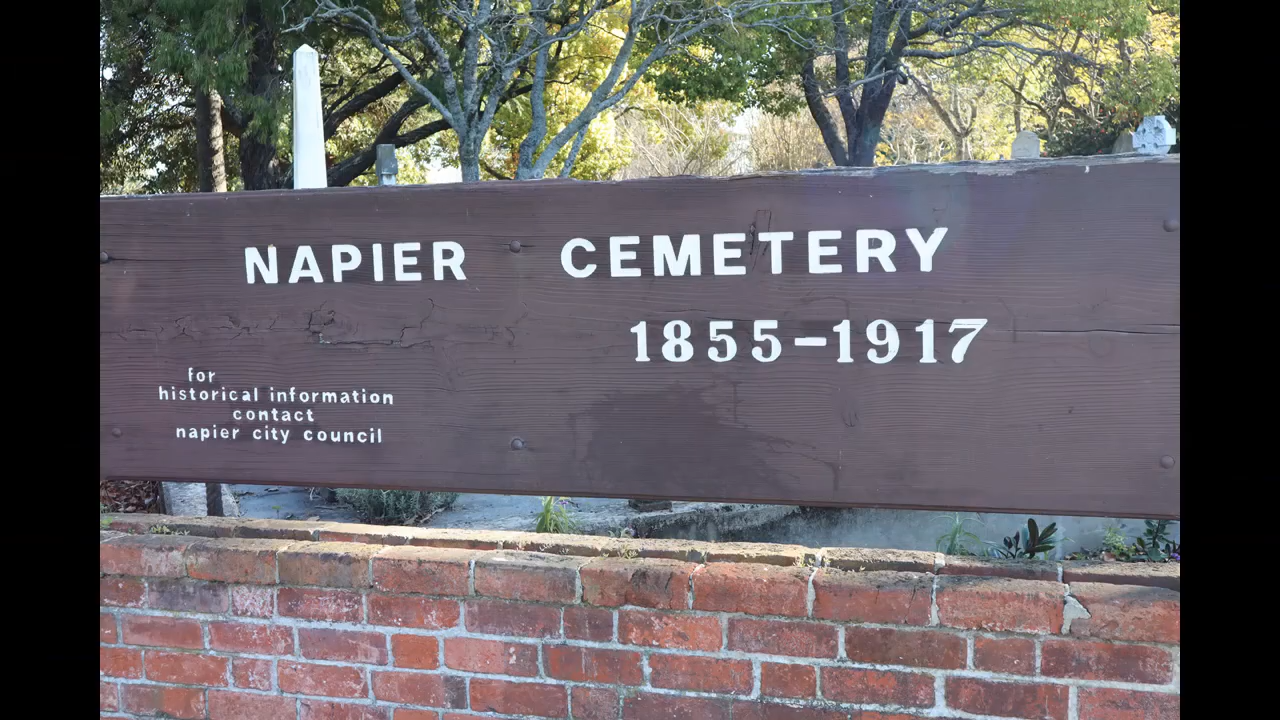 NAPIER CEMETERY
1855-1917
for
historical information
contact
napier city council